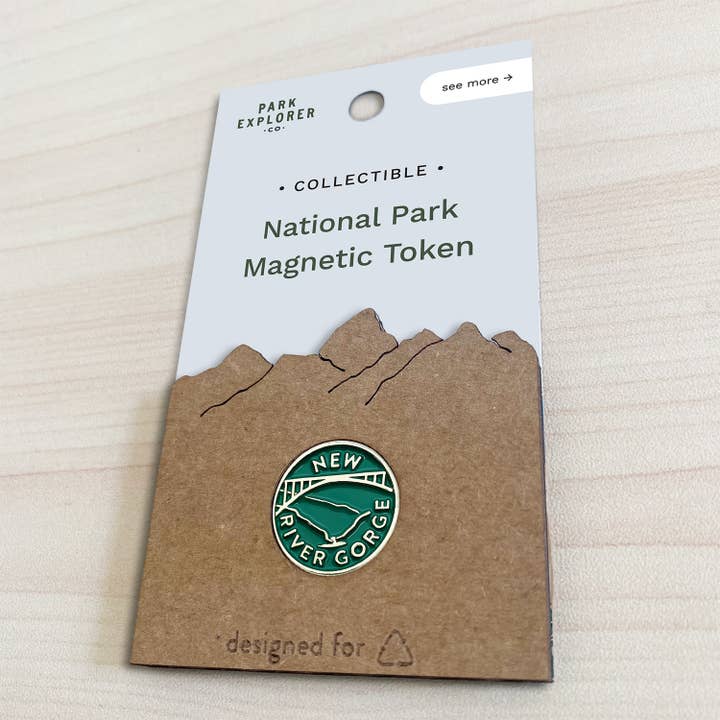 PARK
EXPLORER
·CO·
see more →
• COLLECTIBLE •
National Park
Magnetic Token
NEW
RIVER GORGE
designed for